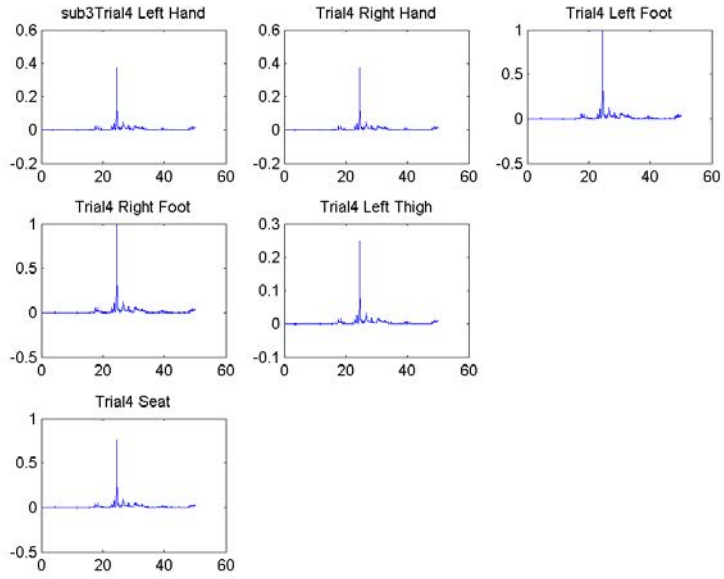 sub3Trial4 Left Hand
0.6
0.4
0.2
0
-0.2
0 20 40 60
Trial4 Right Hand
0.6
0.4
0.2
0
-0.2
0 20 40 60
Trial4 Left Foot
1
0.5
0
-0.5
0 20 40 60
Trial4 Right Foot
1
0.5
0
-0.5
0 20 40 60
Trial4 Left Thigh
0.3
0.2
0.1
0
-0.1
0 20 40 60
Trial4 Seat
1
0.5
0
-0.5
0 20 40 60